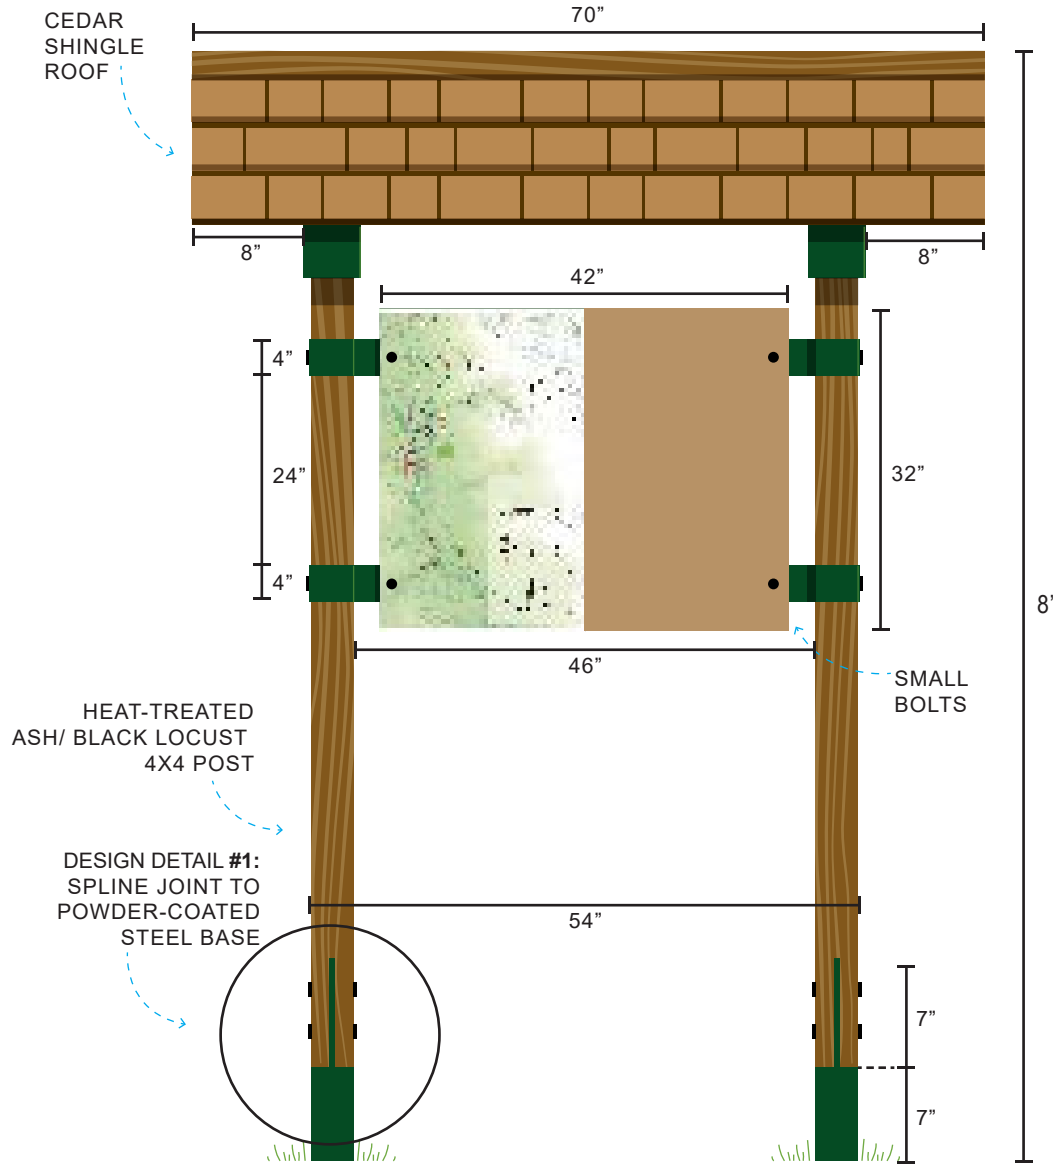 CEDAR
SHINGLE
ROOF
70”
8”
8”
42”
4”
24”
4”
32”
8’
46”
SMALL
BOLTS
HEAT-TREATED
ASH/ BLACK LOCUST
4X4 POST
DESIGN DETAIL #1:
SPLINE JOINT TO
POWDER-COATED
STEEL BASE
54”
7”
7”